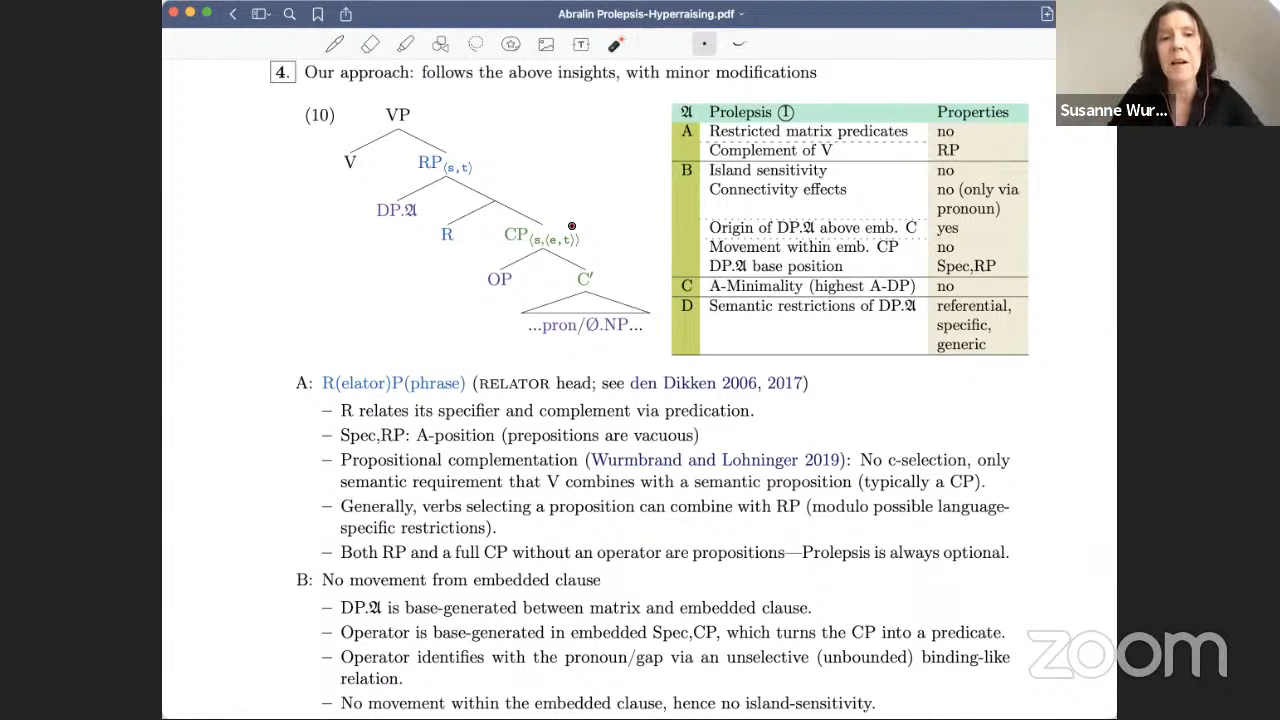 Abralin Prolepsis-Hyperraising.pdf
Susanne Wur...
4. Our approach: follows the above insights, with minor modifications
(10) VP
V RP⟨s,t⟩
DP.𝔄
R CP⟨s,⟨e,t⟩⟩
OP C′
...pron/Ø.NP...
𝔄 Prolepsis Ⓘ Properties
A Restricted matrix predicates no
Complement of V RP
B Island sensitivity no
Connectivity effects no (only via
pronoun)
Origin of DP.𝔄 above emb. C yes
Movement within emb. CP no
DP.𝔄 base position Spec,RP
C A-Minimality (highest A-DP) no
D Semantic restrictions of DP.𝔄 referential,
specific,
generic
A: R(elator)P(phrase) (RELATOR head; see den Dikken 2006, 2017)
– R relates its specifier and complement via predication.
– Spec,RP: A-position (prepositions are vacuous)
– Propositional complementation (Wurmbrand and Lohninger 2019): No c-selection, only
semantic requirement that V combines with a semantic proposition (typically a CP).
– Generally, verbs selecting a proposition can combine with RP (modulo possible language-
specific restrictions).
– Both RP and a full CP without an operator are propositions—Prolepsis is always optional.
B: No movement from embedded clause
– DP.𝔄 is base-generated between matrix and embedded clause.
– Operator is base-generated in embedded Spec,CP, which turns the CP into a predicate.
– Operator identifies with the pronoun/gap via an unselective (unbounded) binding-like
relation.
– No movement within the embedded clause, hence no island-sensitivity.
zoom